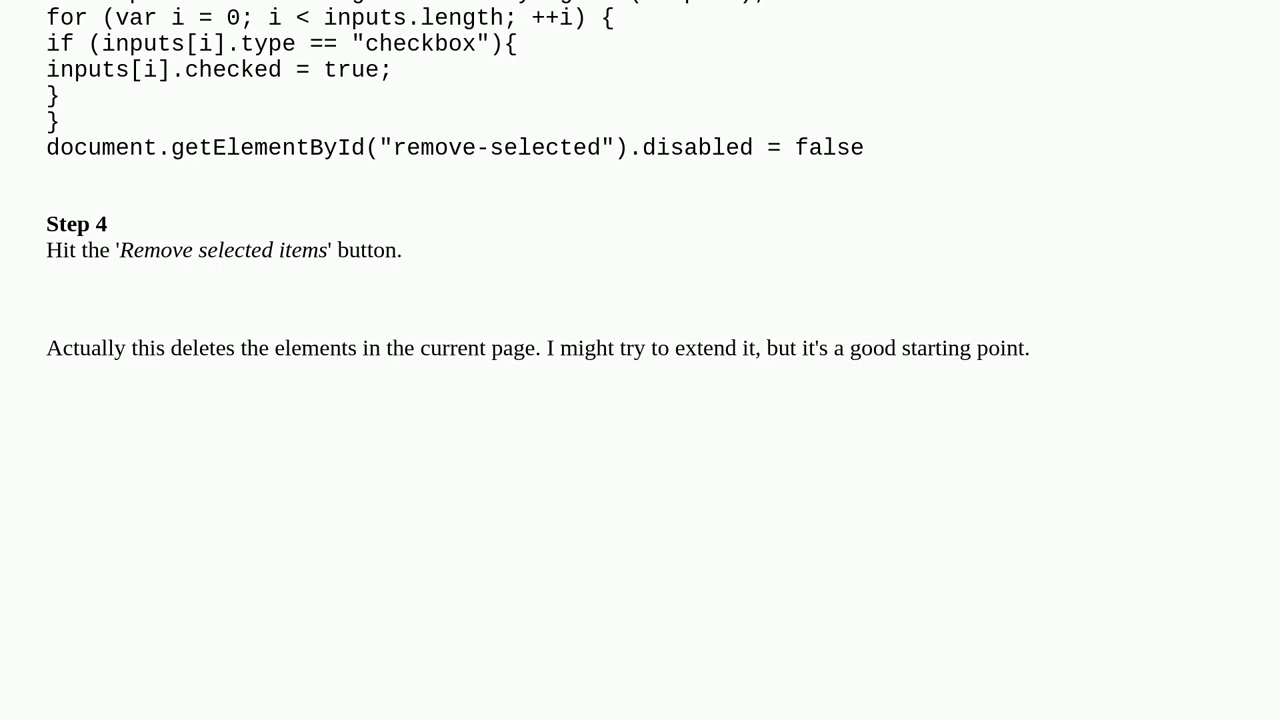 for (var i = 0; i < inputs.length; ++i) {
if (inputs[i].type == "checkbox"){
inputs[i].checked = true;
}
}
document.getElementById("remove-selected").disabled = false
Step 4
Hit the 'Remove selected items' button.
Actually this deletes the elements in the current page. I might try to extend it, but it's a good starting point.